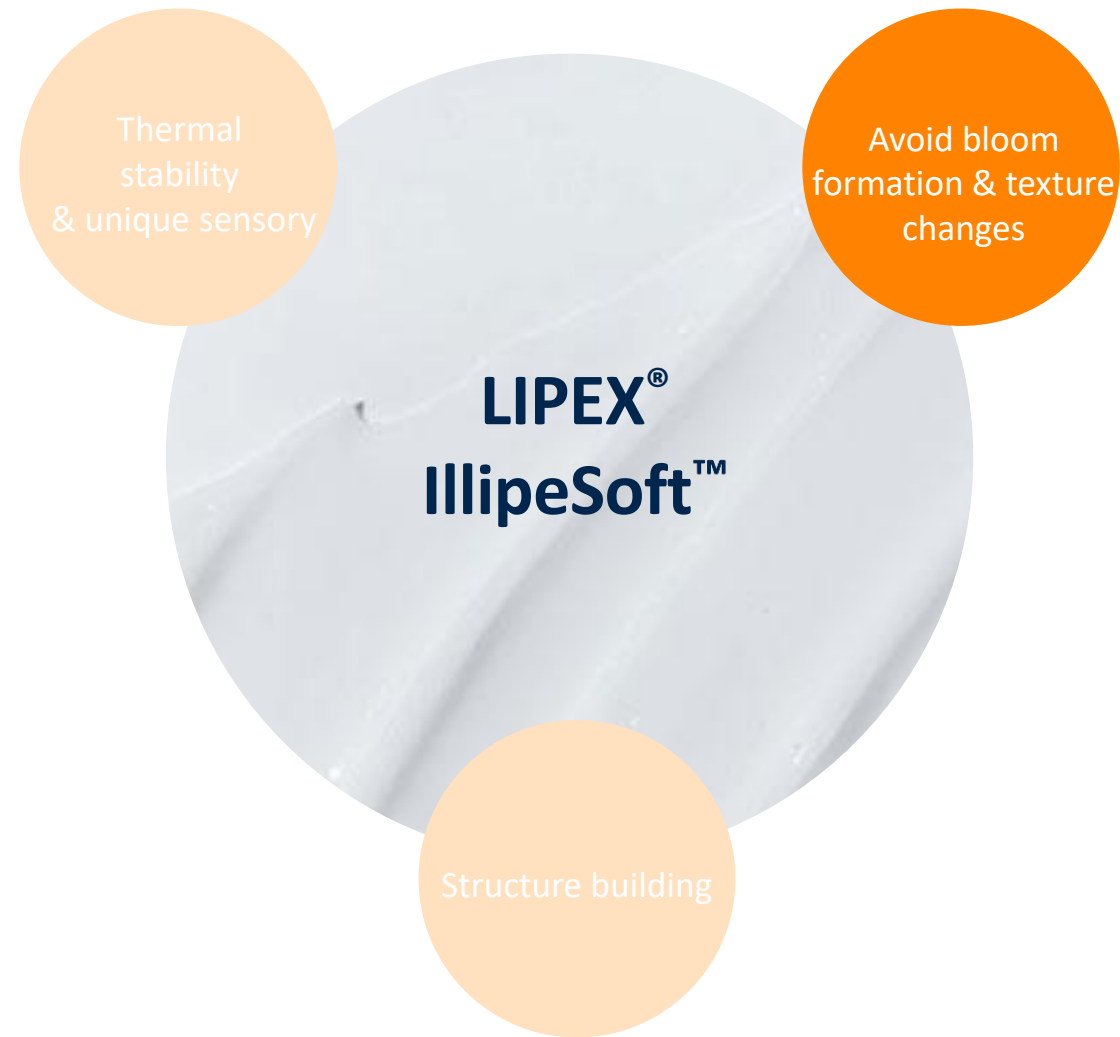 Thermal
stability
& unique sensory
Avoid bloom
formation & texture
changes
LIPEX®
IllipeSoft™
Structure building